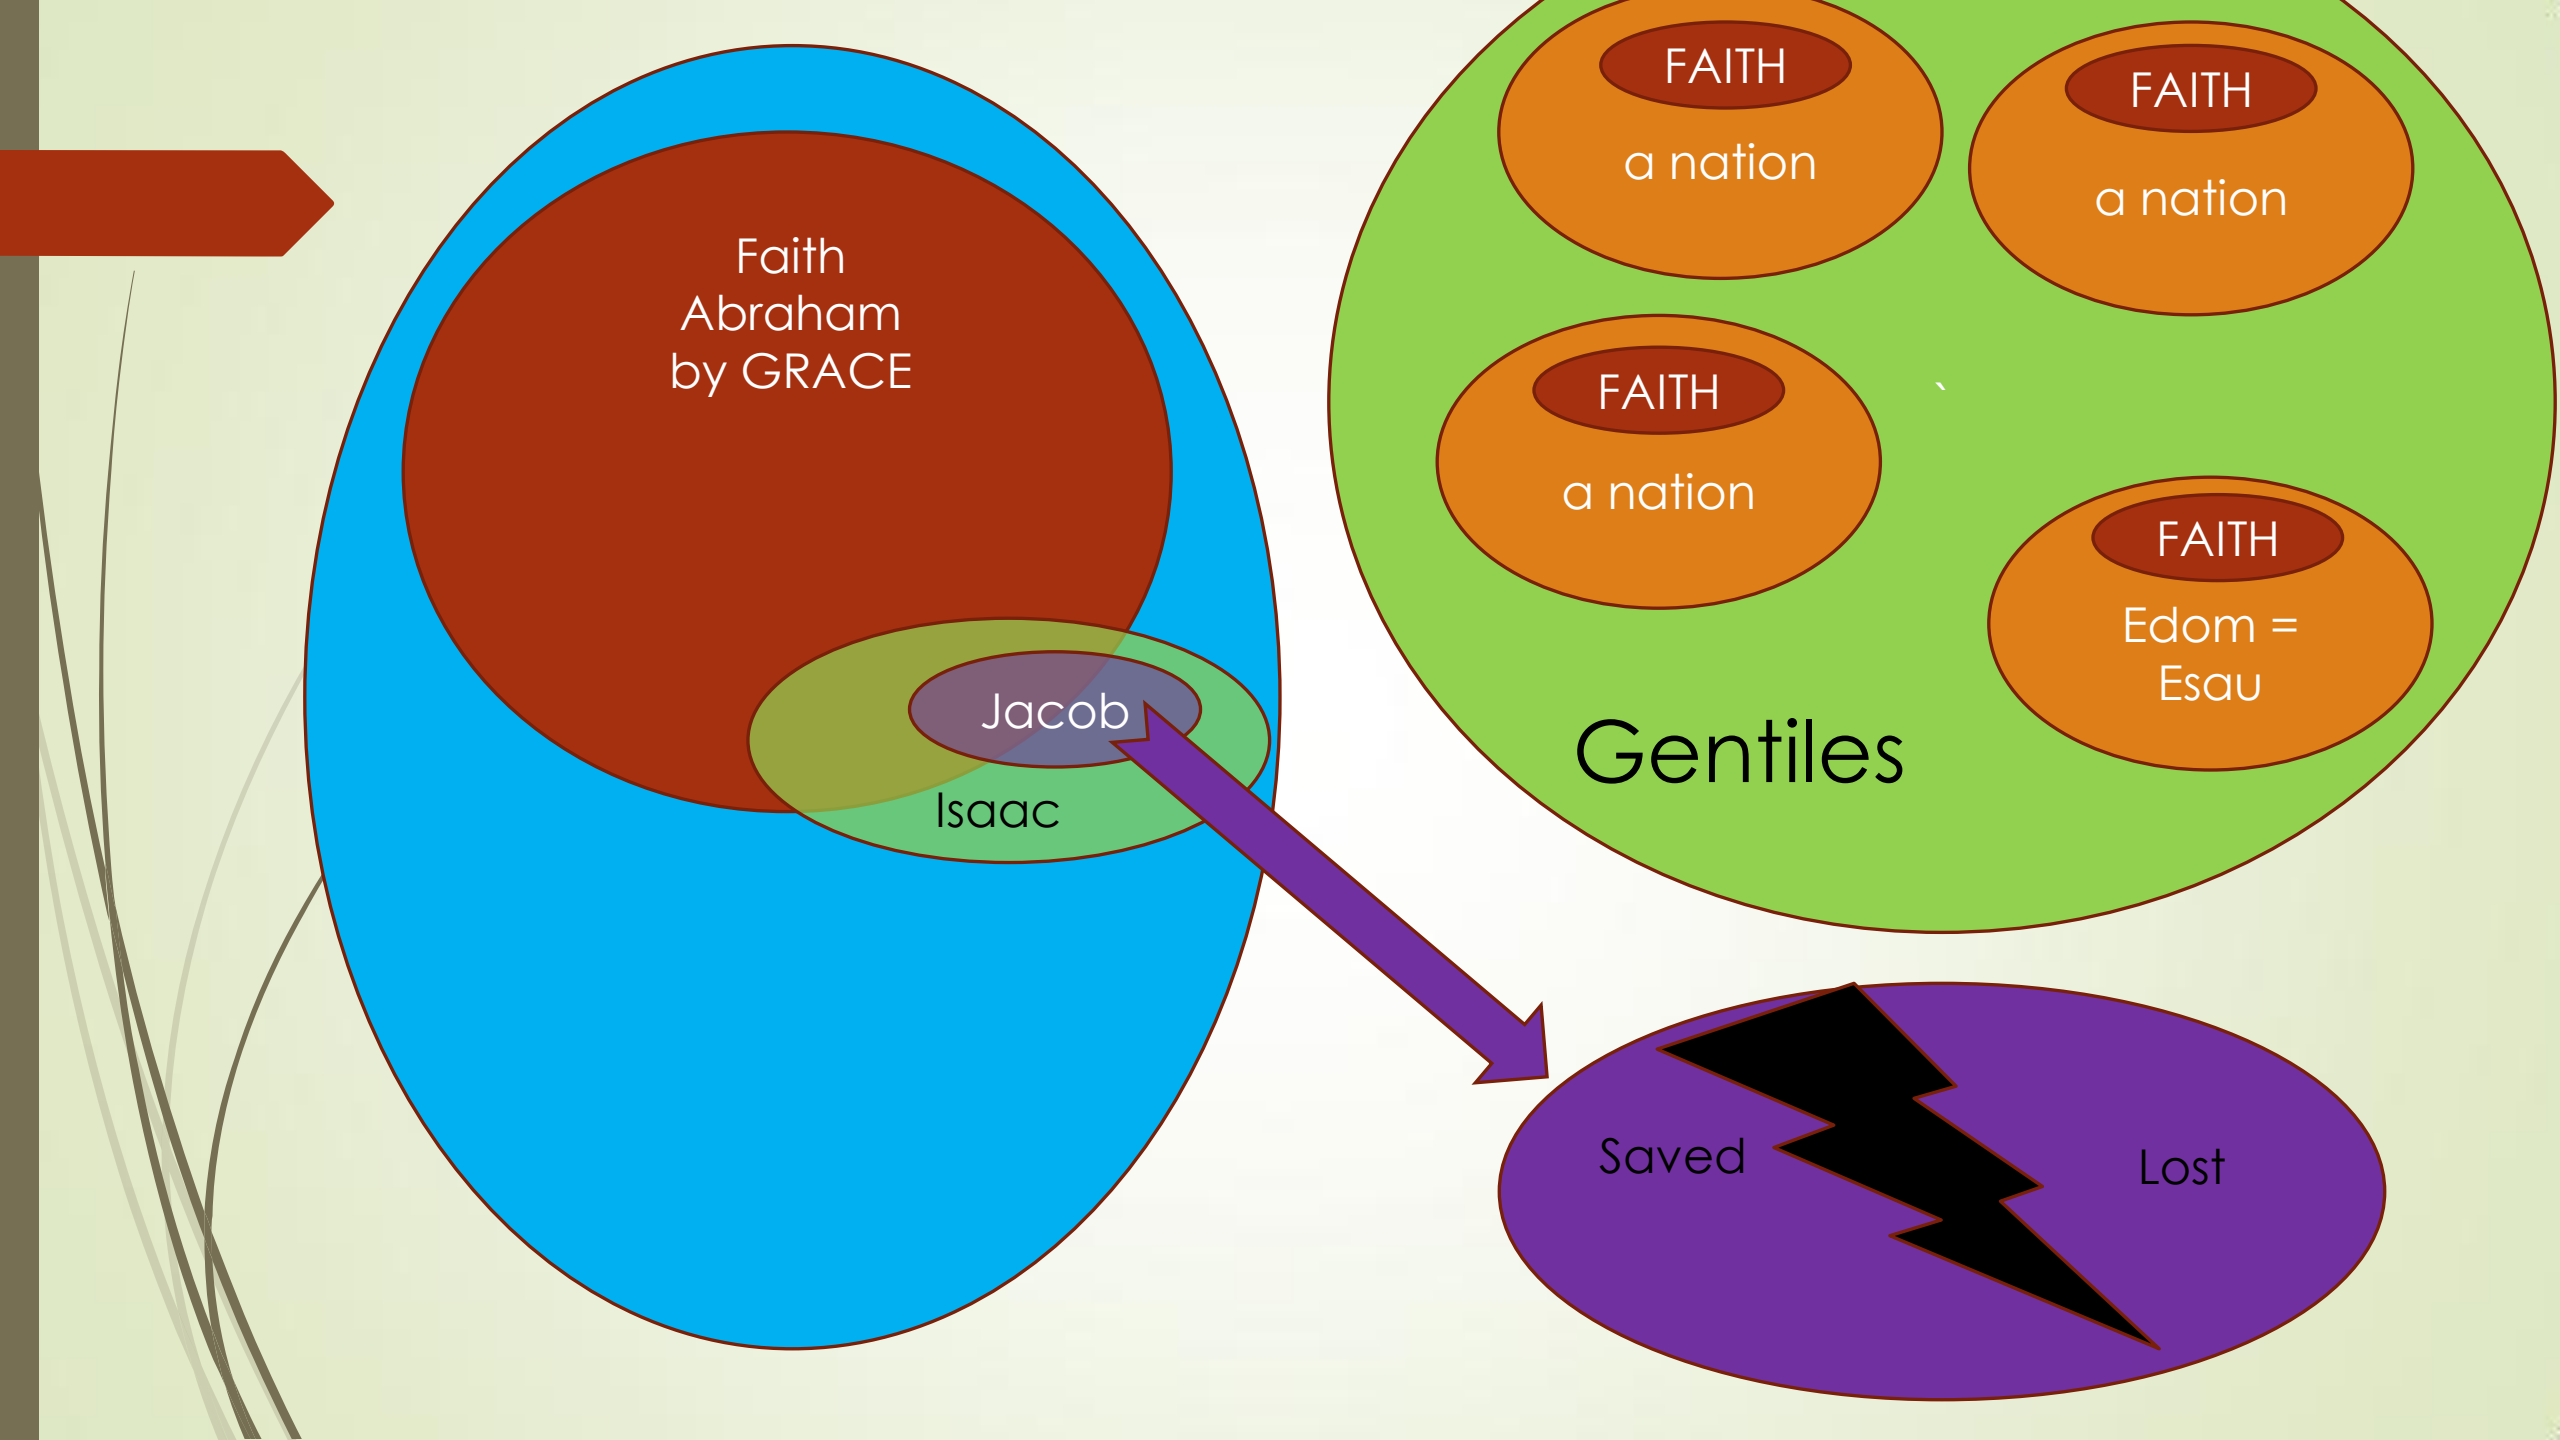 Faith
Abraham
by GRACE
Jacob
Isaac
FAITH
a nation
FAITH
a nation
FAITH
a nation
`
FAITH
Edom =
Esau
Gentiles
Saved
Lost